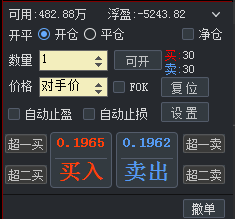 可用:482.88万 浮盈:-5243.82
开平 开仓 平仓 净仓
数量 1 可开 买:30
卖:30
价格 对手价 FOK 复位
自动止盈 自动止损 设置
超一买 0.1965 0.1962 超一卖
超二买 买入 卖出 超二卖
撤单